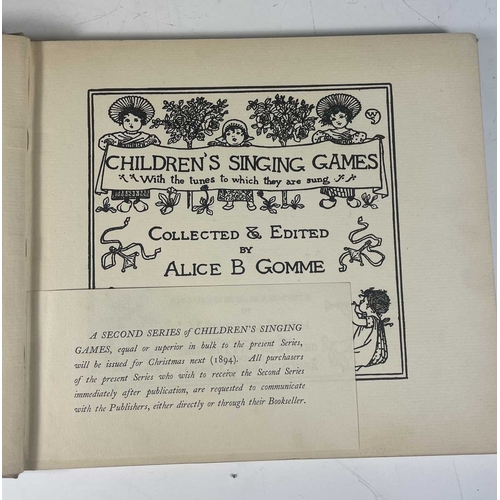 CHILDREN'S SINGING GAMES
With the tunes to which they are sung
COLLECTED & EDITED
BY
ALICE B GOMME
A SECOND SERIES of CHILDREN'S SINGING
GAMES, equal or superior in bulk to the present Series,
will be issued for Christmas next (1894). All purchasers
of the present Series who wish to receive the Second Series
immediately after publication, are requested to communicate
with the Publishers, either directly or through their Bookseller.